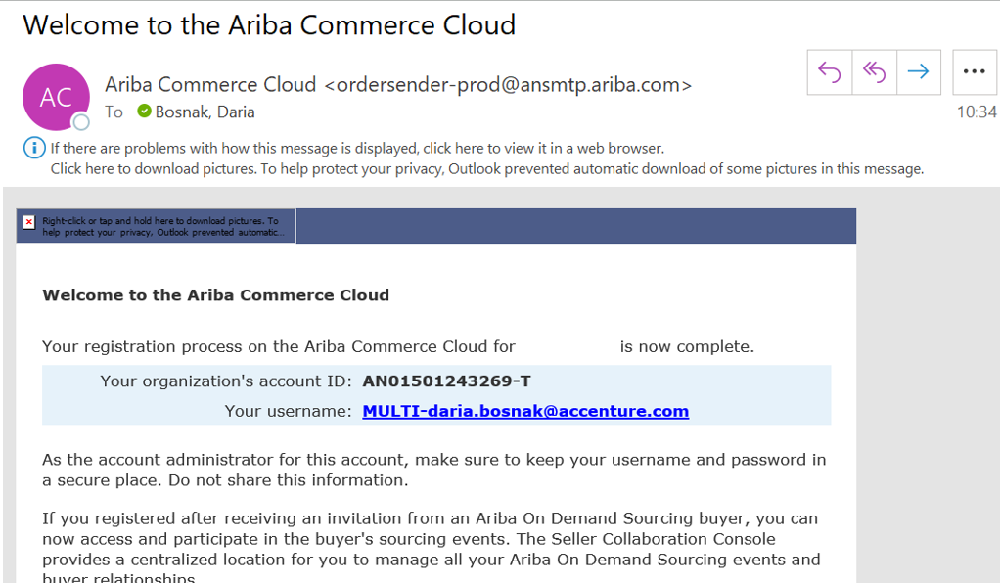 Welcome to the Ariba Commerce Cloud
AC
Ariba Commerce Cloud <ordersender-prod@ansmtp.ariba.com>
To Bosnak, Daria
10:34
If there are problems with how this message is displayed, click here to view it in a web browser.
Click here to download pictures. To help protect your privacy, Outlook prevented automatic download of some pictures in this message.
Right-click or tap and hold here to download pictures. To
help protect your privacy, Outlook prevented automatic...
Welcome to the Ariba Commerce Cloud
Your registration process on the Ariba Commerce Cloud for is now complete.
Your organization's account ID: AN01501243269-T
Your username: MULTI-daria.bosnak@accenture.com
As the account administrator for this account, make sure to keep your username and password in
a secure place. Do not share this information.
If you registered after receiving an invitation from an Ariba On Demand Sourcing buyer, you can
now access and participate in the buyer's sourcing events. The Seller Collaboration Console
provides a centralized location for you to manage all your Ariba On Demand Sourcing events and
buyer relationships.